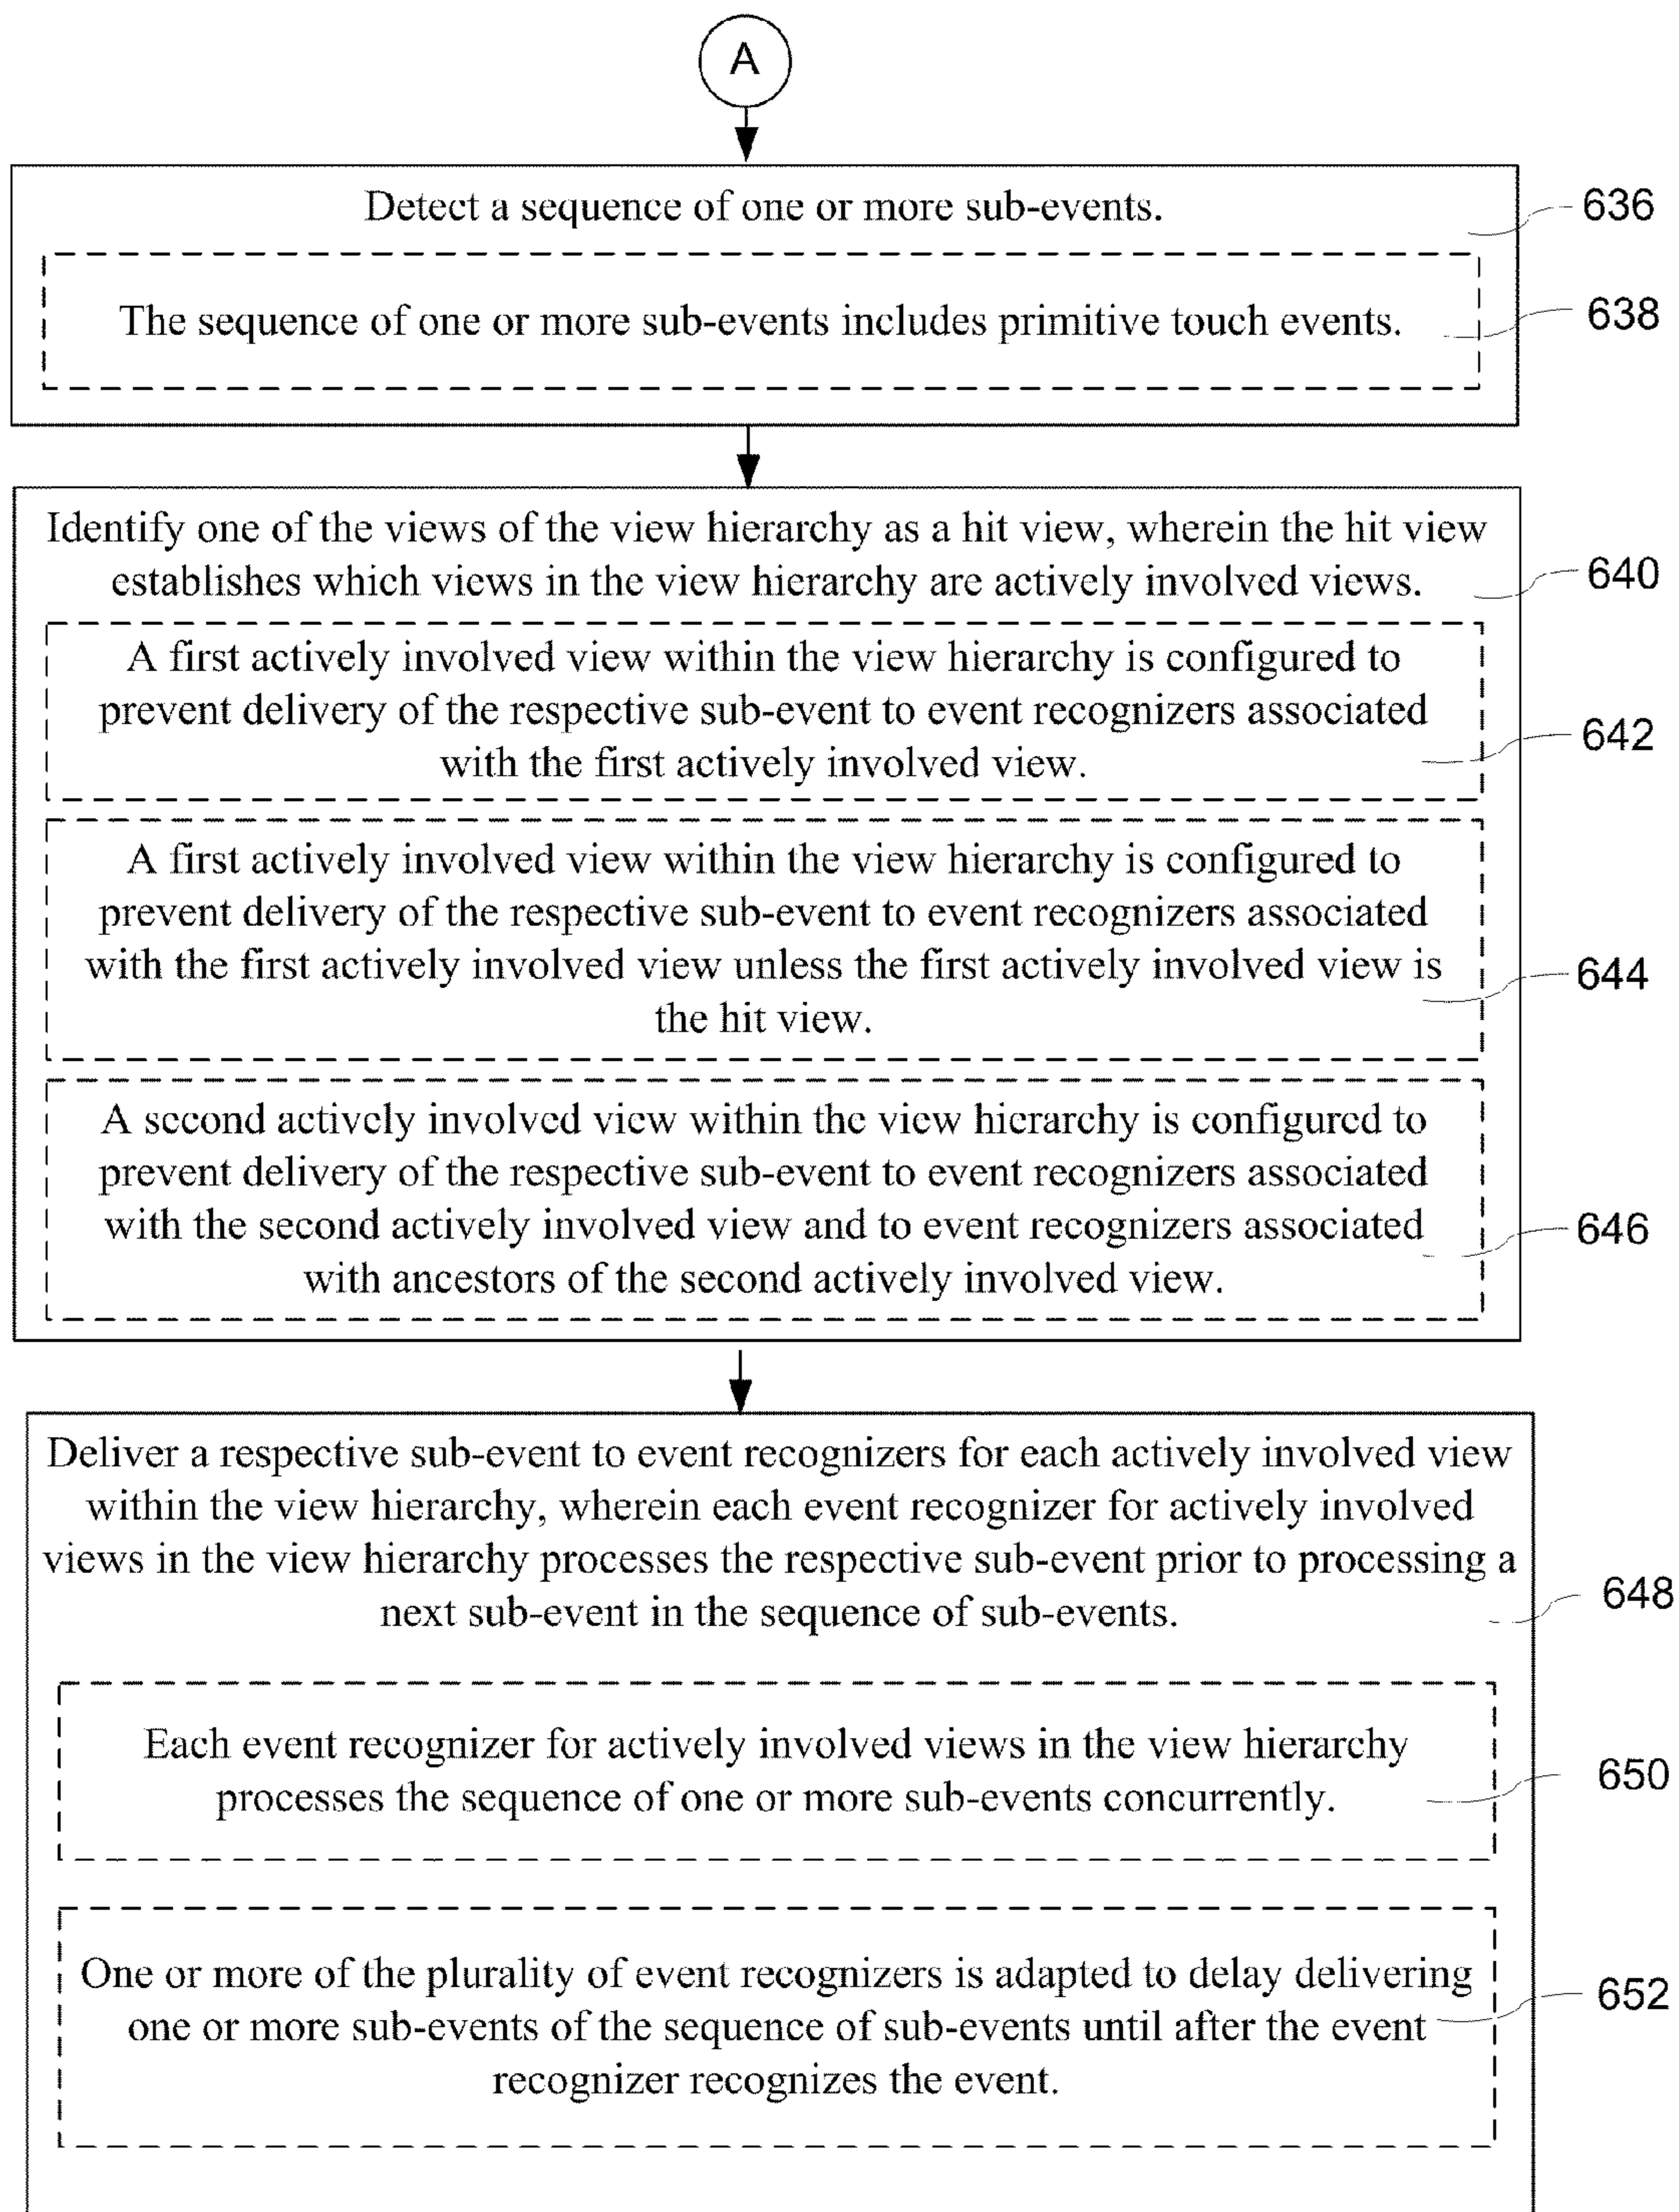 A
Detect a sequence of one or more sub-events.
636
The sequence of one or more sub-events includes primitive touch events.
638
Identify one of the views of the view hierarchy as a hit view, wherein the hit view
establishes which views in the view hierarchy are actively involved views.
640
A first actively involved view within the view hierarchy is configured to
prevent delivery of the respective sub-event to event recognizers associated
with the first actively involved view.
642
A first actively involved view within the view hierarchy is configured to
prevent delivery of the respective sub-event to event recognizers associated
with the first actively involved view unless the first actively involved view is
the hit view.
644
A second actively involved view within the view hierarchy is configured to
prevent delivery of the respective sub-event to event recognizers associated
with the second actively involved view and to event recognizers associated
with ancestors of the second actively involved view.
646
Deliver a respective sub-event to event recognizers for each actively involved view
within the view hierarchy, wherein each event recognizer for actively involved
views in the view hierarchy processes the respective sub-event prior to processing a
next sub-event in the sequence of sub-events.
648
Each event recognizer for actively involved views in the view hierarchy
processes the sequence of one or more sub-events concurrently.
650
One or more of the plurality of event recognizers is adapted to delay delivering
one or more sub-events of the sequence of sub-events until after the event
recognizer recognizes the event.
652